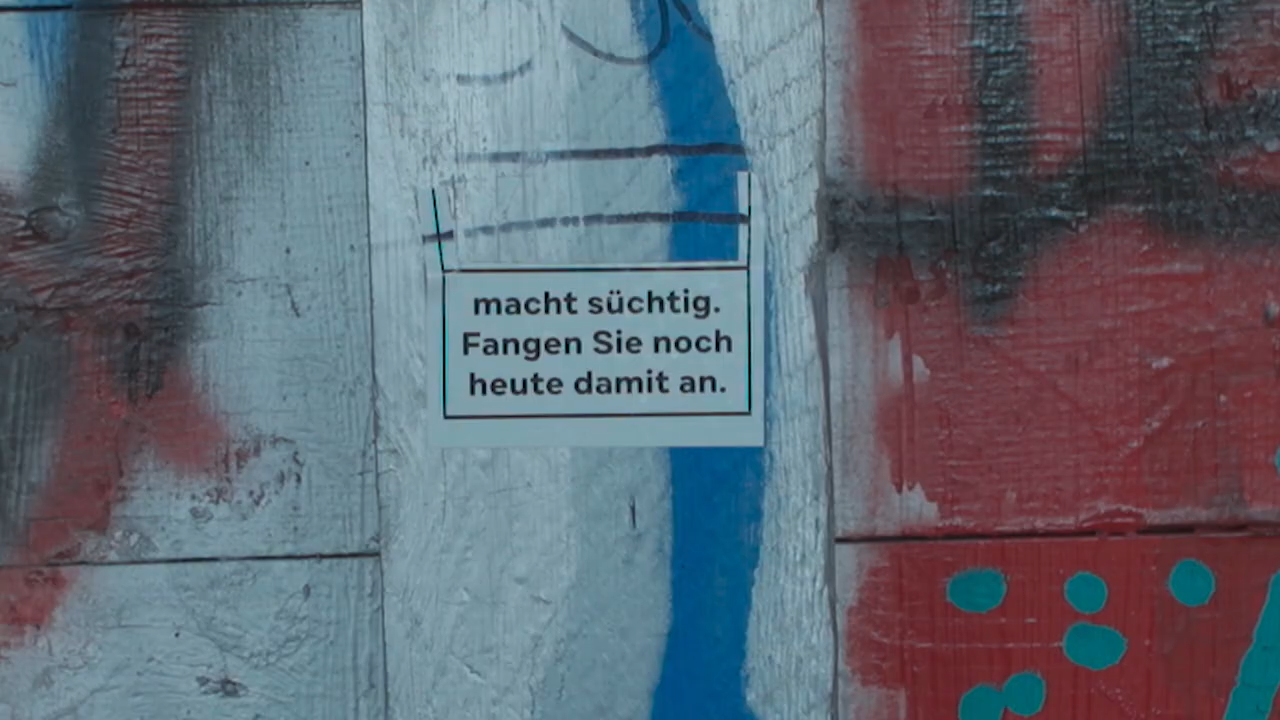 macht süchtig.
Fangen Sie noch
heute damit an.